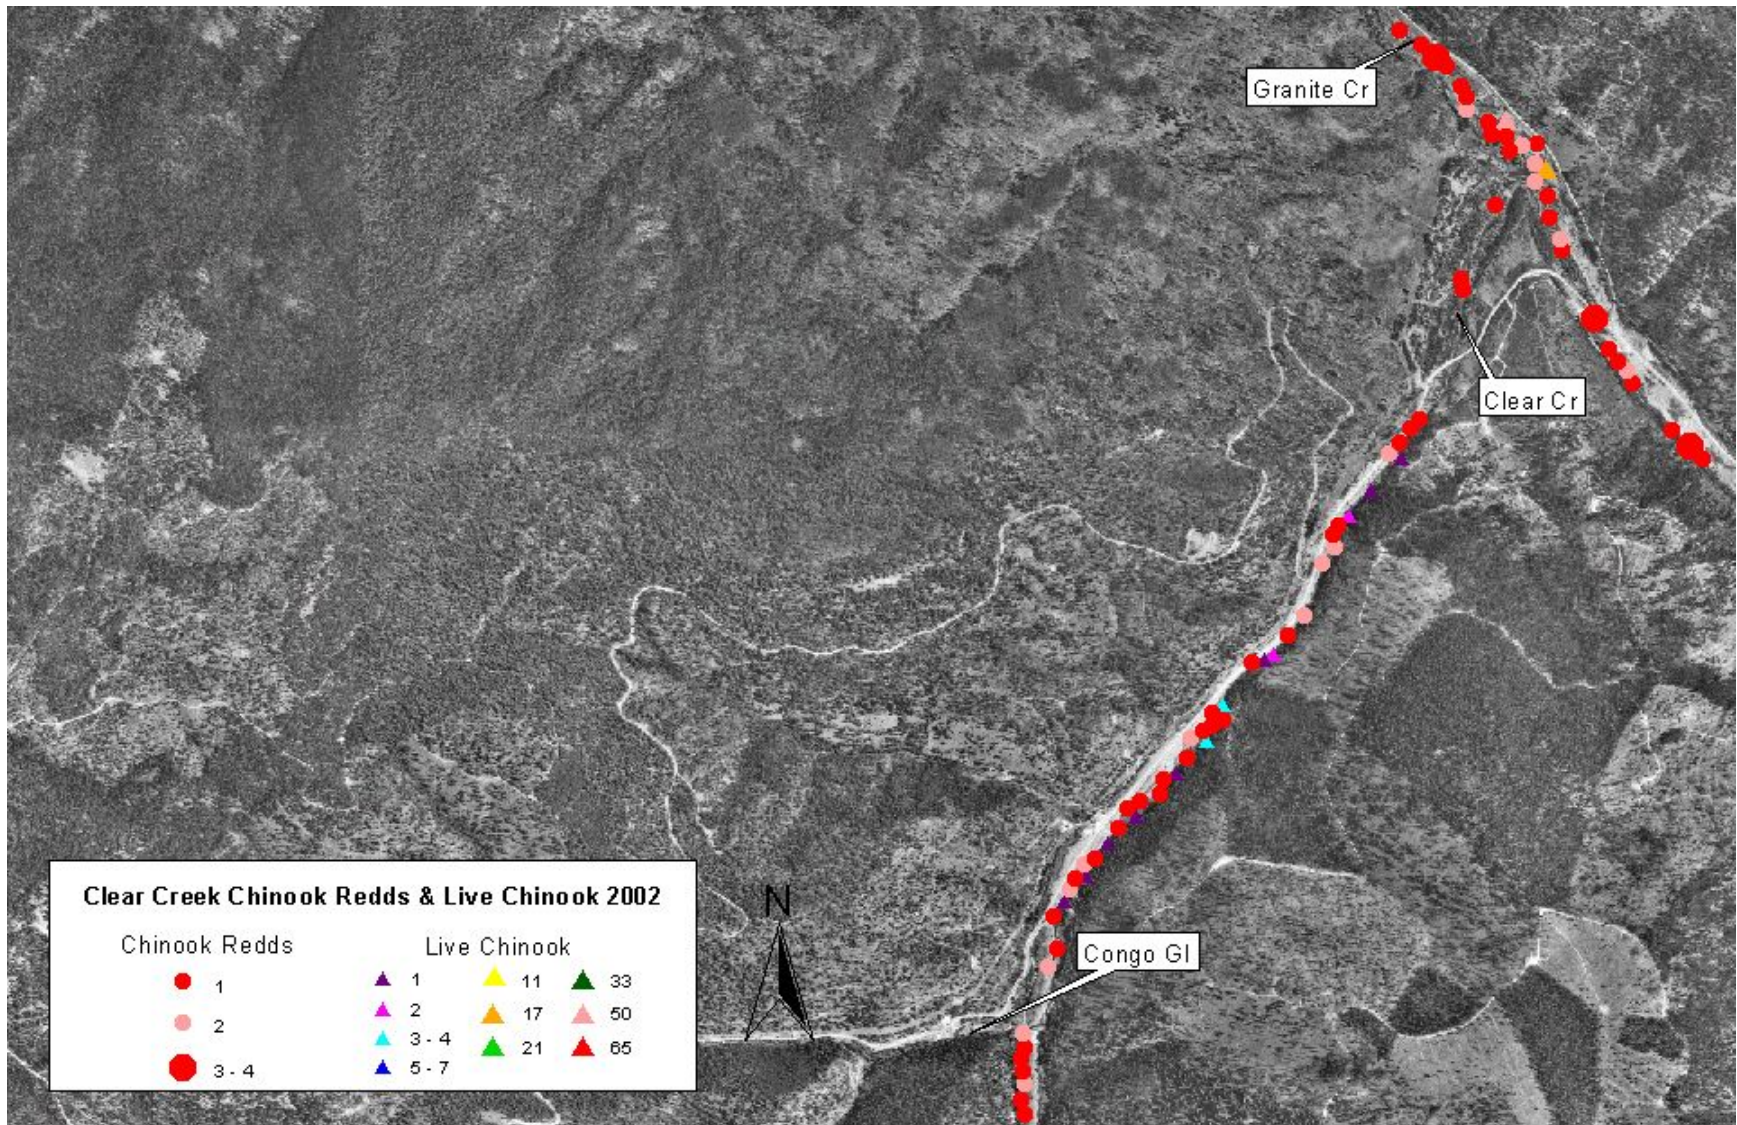 Granite Cr
Clear Cr
Congo Gl
N
Clear Creek Chinook Redds & Live Chinook 2002
Chinook Redds
1
2
3 - 4
Live Chinook
1
2
3 - 4
5 - 7
11
17
21
33
50
65